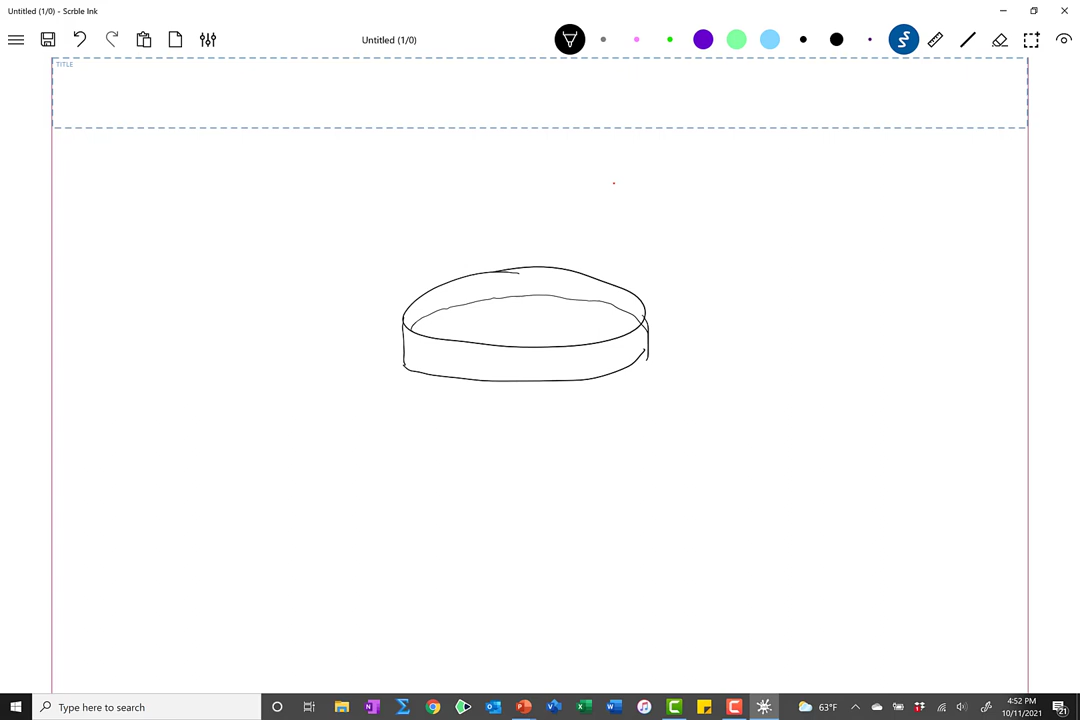 Untitled (1/0) - Scrble Ink
Untitled (1/0)
TITLE
Type here to search
63°F
4:52 PM
10/11/2021
21